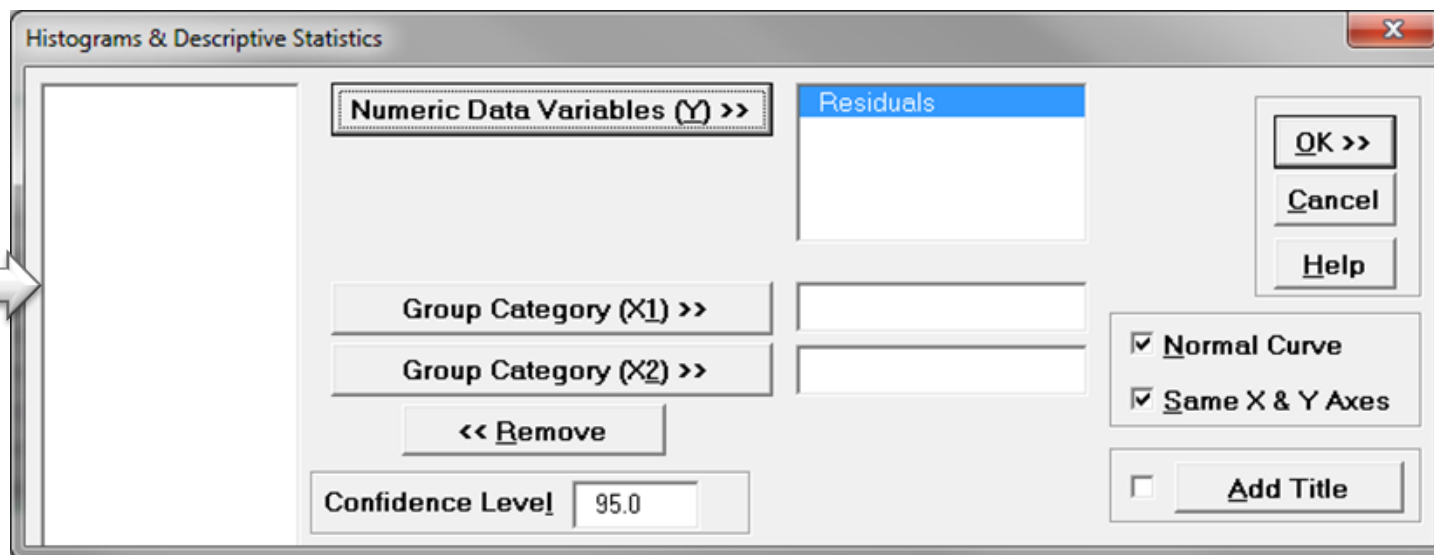 Histograms & Descriptive Statistics
X
Numeric Data Variables (Y) >>
Residuals
OK >>
Cancel
Help
Group Category (X1) >>
Group Category (X2) >>
Normal Curve
Same X & Y Axes
<< Remove
Confidence Level 95.0
Add Title